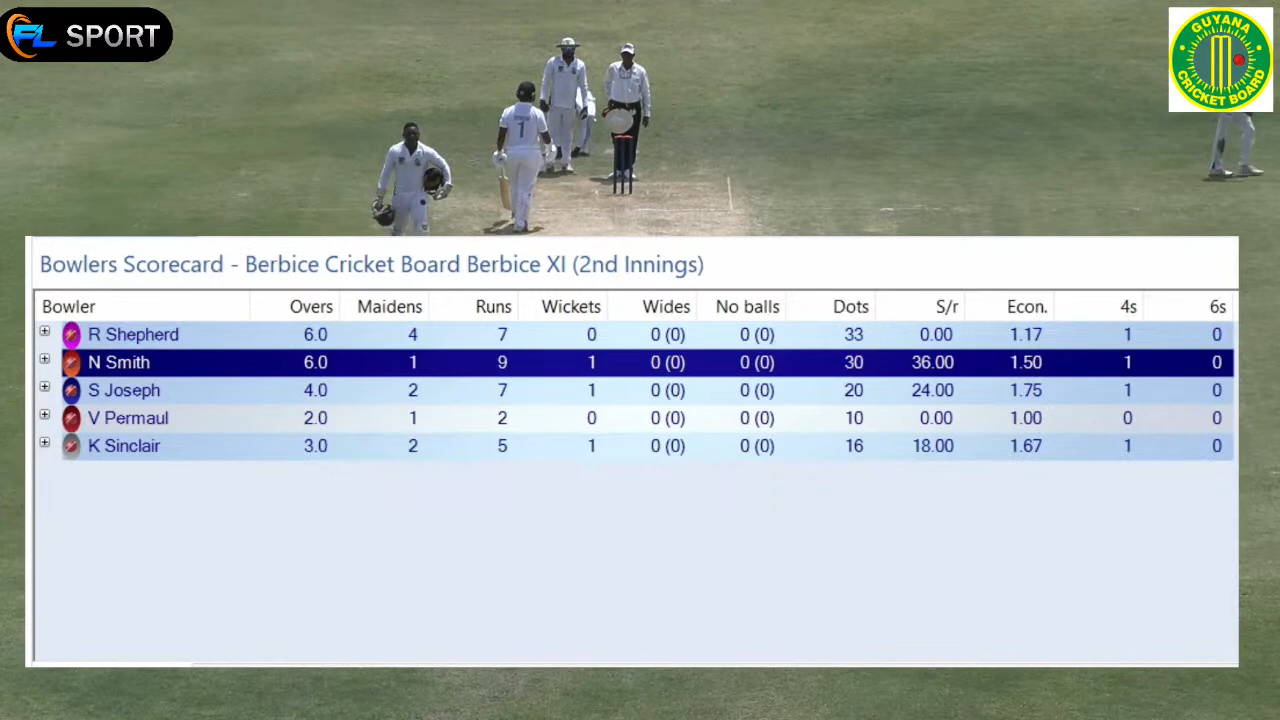 FL SPORT
GUYANA
CRICKET BOARD
1
Bowlers Scorecard - Berbice Cricket Board Berbice XI (2nd Innings)
Bowler Overs Maidens Runs Wickets Wides No balls Dots S/r Econ. 4s 6s
R Shepherd 6.0 4 7 0 0 (0) 0 (0) 33 0.00 1.17 1 0
N Smith 6.0 1 9 1 0 (0) 0 (0) 30 36.00 1.50 1 0
S Joseph 4.0 2 7 1 0 (0) 0 (0) 20 24.00 1.75 1 0
V Permaul 2.0 1 2 0 0 (0) 0 (0) 10 0.00 1.00 0 0
K Sinclair 3.0 2 5 1 0 (0) 0 (0) 16 18.00 1.67 1 0